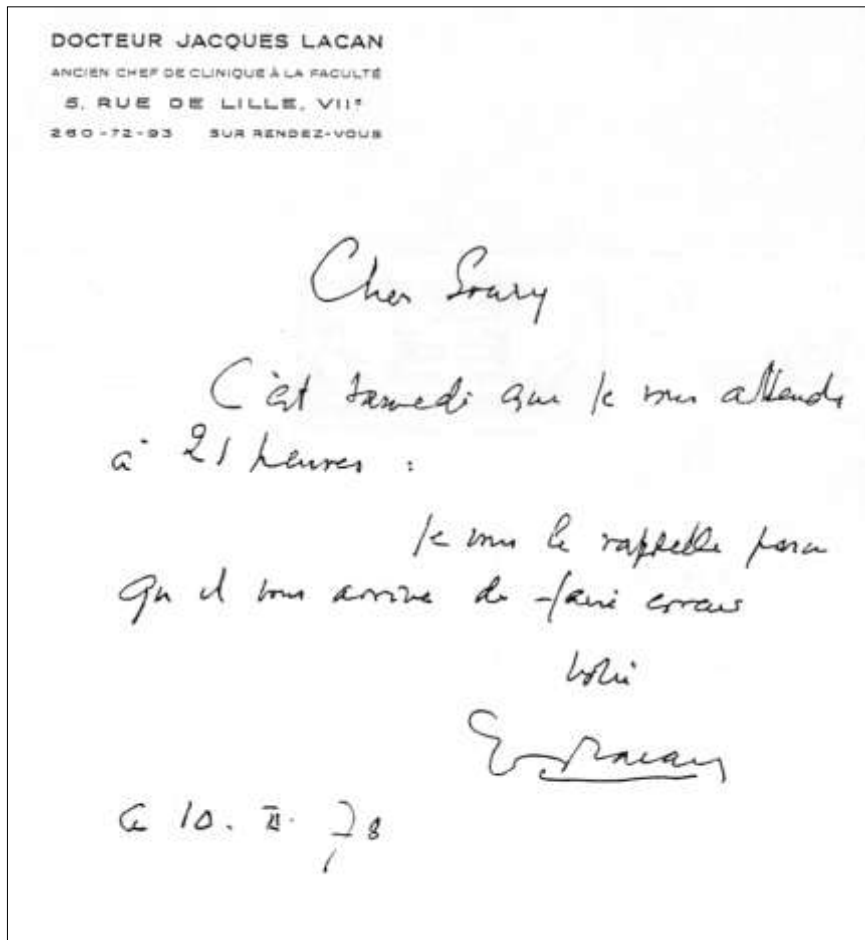 DOCTEUR JACQUES LACAN
ANCIEN CHEF DE CLINIQUE À LA FACULTÉ
5, RUE DE LILLE, VIIe
260-72-93 SUR RENDEZ-VOUS
Cher Soury
C'est samedi que je vous attends
à 21 heures :
je vous le rappelle parce
qu'il vous arrive de faire erreur
Votre
J. Lacan
Ce 10. II. 78